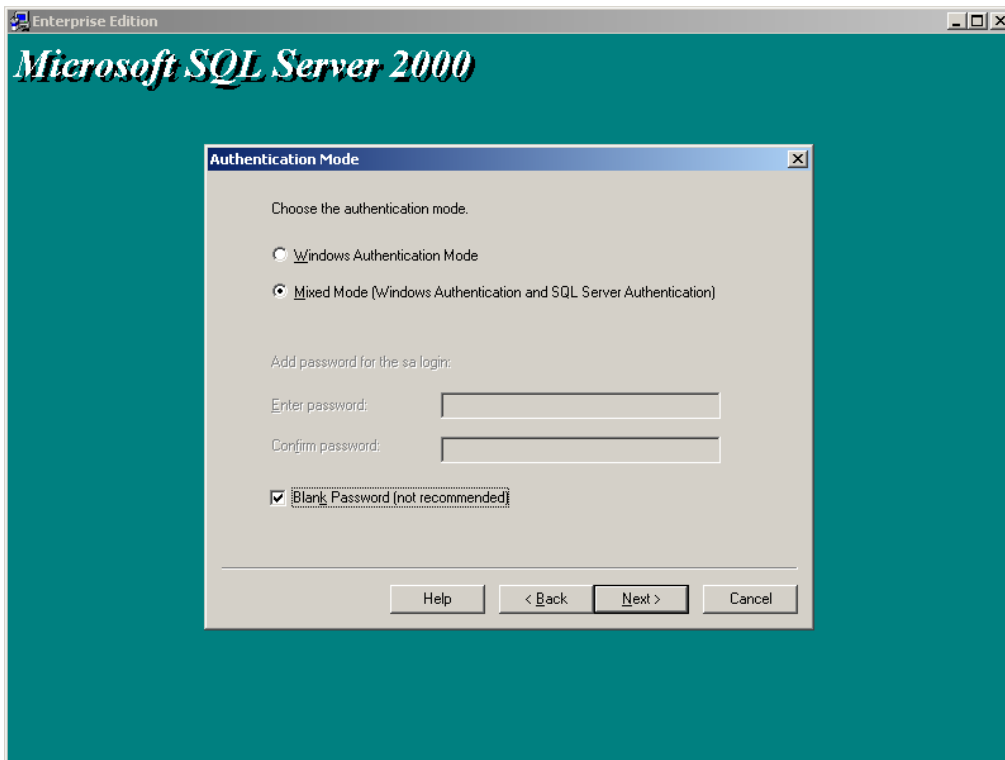 Enterprise Edition
Microsoft SQL Server 2000
Authentication Mode
Choose the authentication mode.
Windows Authentication Mode
Mixed Mode (Windows Authentication and SQL Server Authentication)
Add password for the sa login:
Enter password:
Confirm password:
Blank Password (not recommended)
Help < Back Next > Cancel